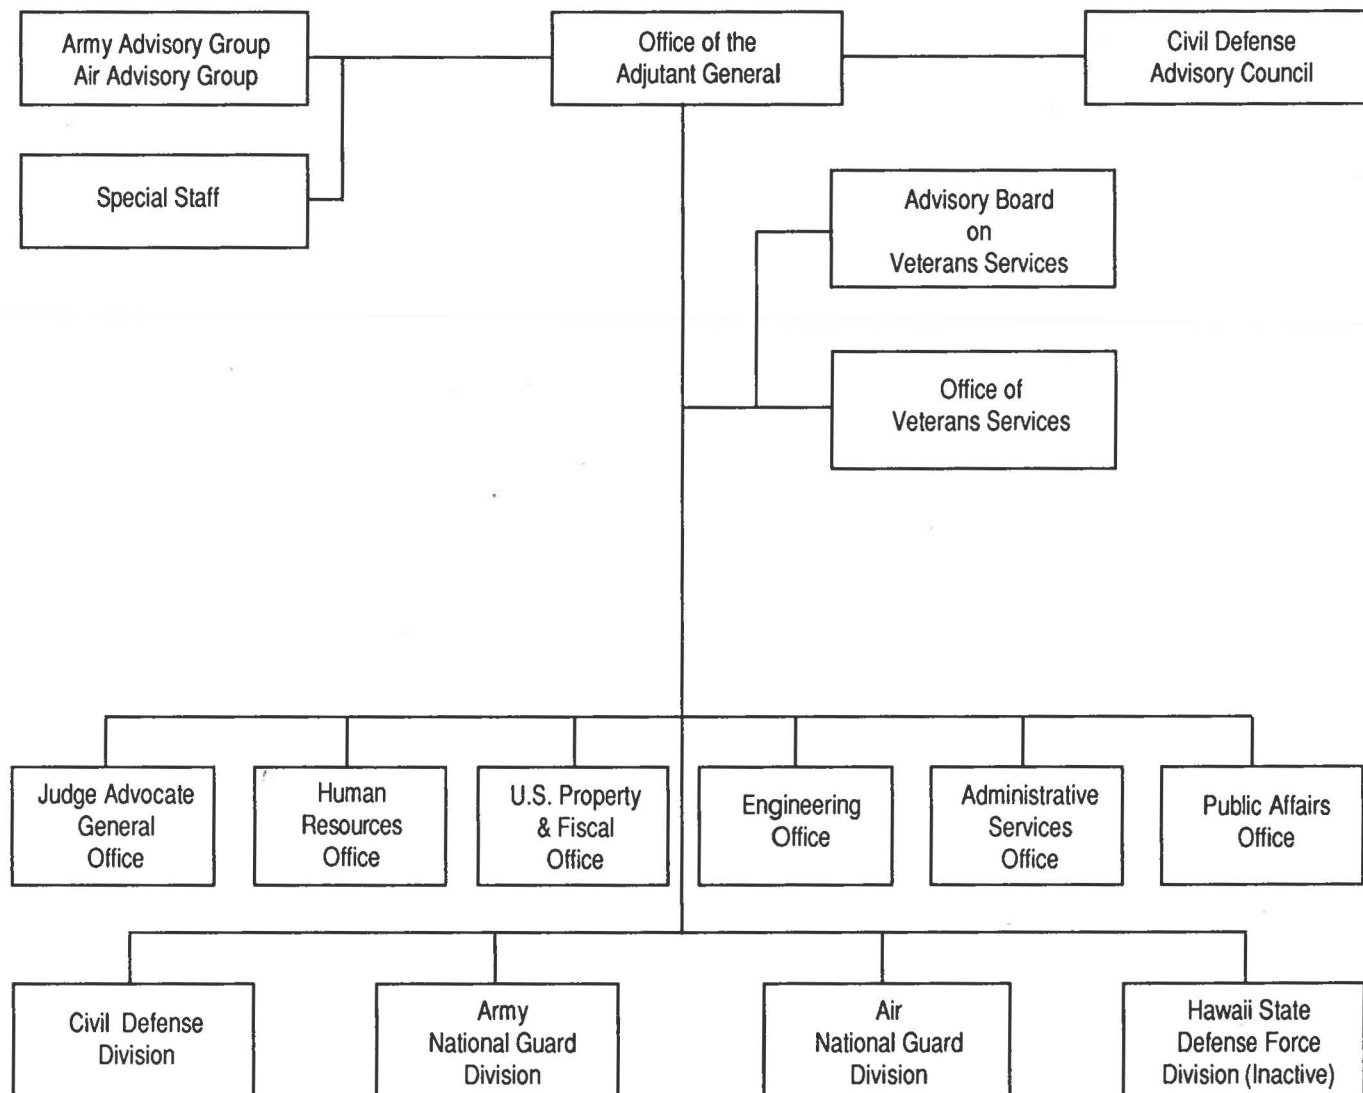 Army Advisory Group
Air Advisory Group
Office of the
Adjutant General
Civil Defense
Advisory Council
Special Staff
Advisory Board
on
Veterans Services
Office of
Veterans Services
Judge Advocate
General
Office
Human
Resources
Office
U.S. Property
& Fiscal
Office
Engineering
Office
Administrative
Services
Office
Public Affairs
Office
Civil Defense
Division
Army
National Guard
Division
Air
National Guard
Division
Hawaii State
Defense Force
Division (Inactive)